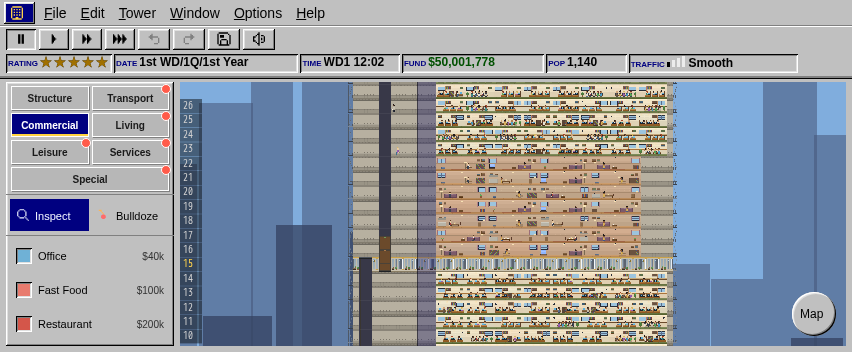 File Edit Tower Window Options Help
RATING DATE 1st WD/1Q/1st Year TIME WD1 12:02 FUND $50,001,778 POP 1,140 TRAFFIC Smooth
Structure Transport
Commercial Living
Leisure Services
Special
Inspect Bulldoze
Office $40k
Fast Food $100k
Restaurant $200k
26
25
24
23
22
21
20
19
18
17
16
15
14
13
12
11
10
Map